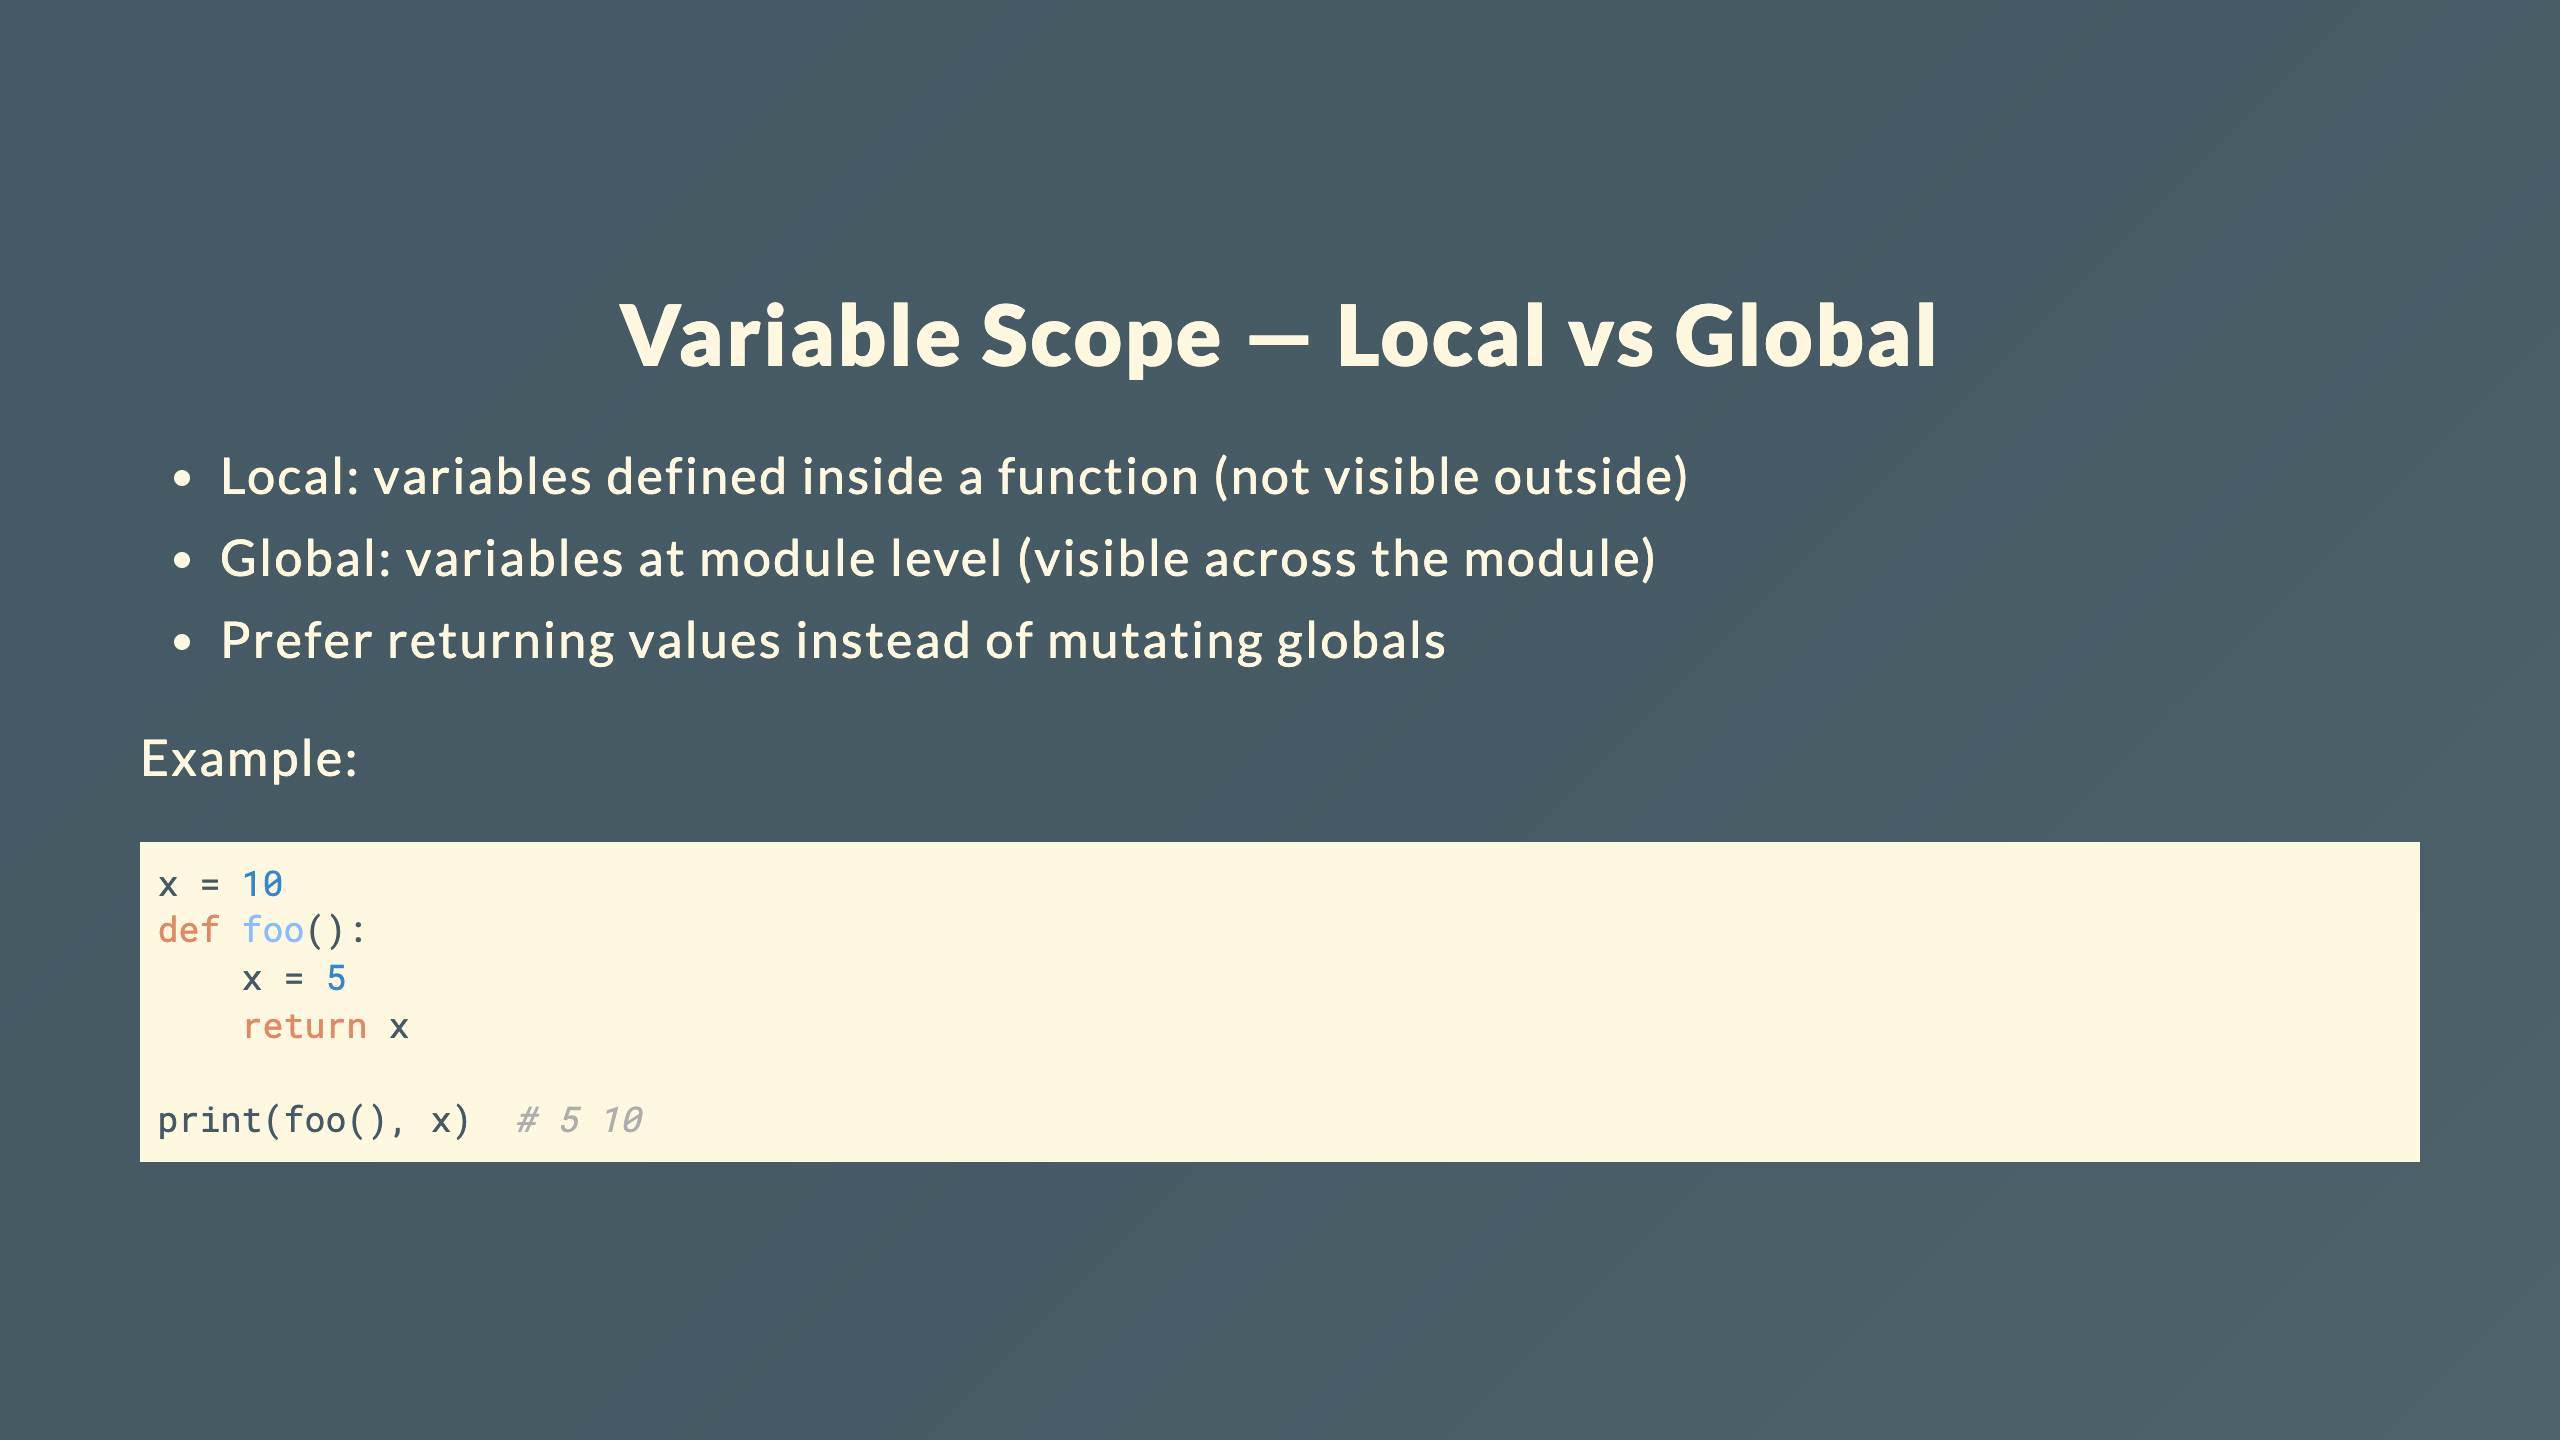 Variable Scope — Local vs Global
• Local: variables defined inside a function (not visible outside)
• Global: variables at module level (visible across the module)
• Prefer returning values instead of mutating globals
Example:
x = 10
def foo():
    x = 5
    return x
print(foo(), x)  # 5 10